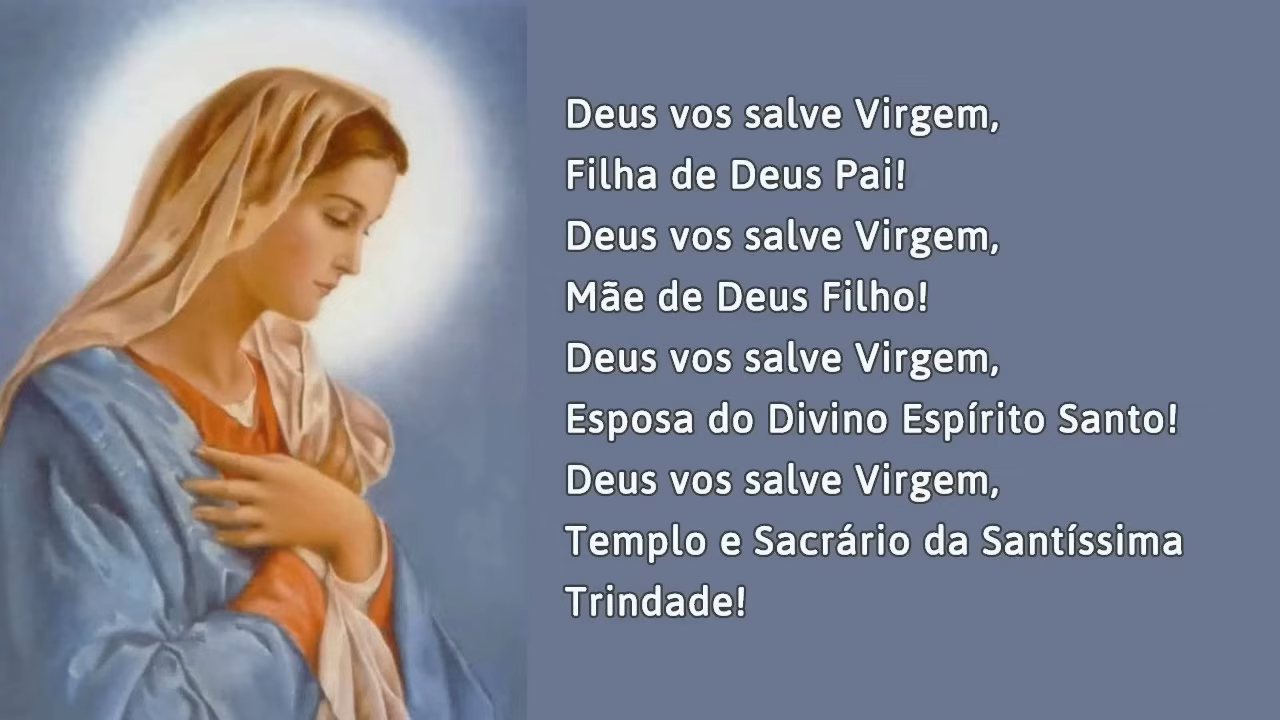 Deus vos salve Virgem,
Filha de Deus Pai!
Deus vos salve Virgem,
Mãe de Deus Filho!
Deus vos salve Virgem,
Esposa do Divino Espírito Santo!
Deus vos salve Virgem,
Templo e Sacrário da Santíssima
Trindade!